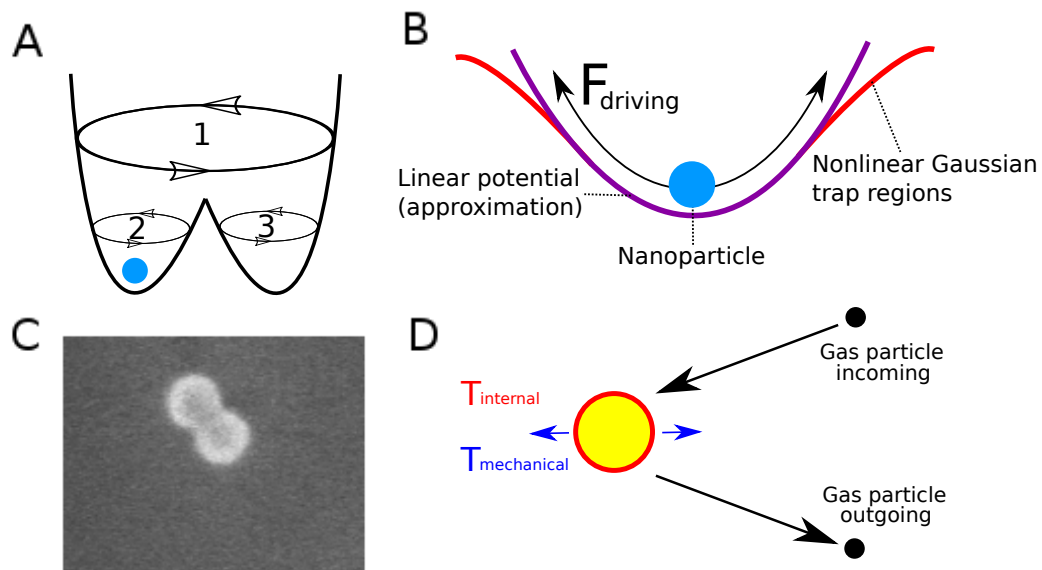 A
1
2
3
B
F driving
Linear potential
(approximation)
Nanoparticle
Nonlinear Gaussian
trap regions
C
D
Gas particle
incoming
T internal
T mechanical
Gas particle
outgoing